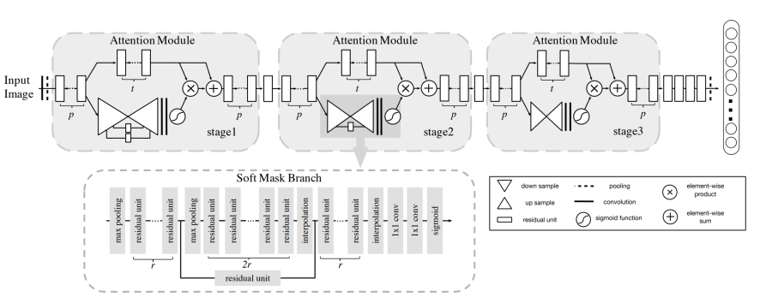 Attention Module
Attention Module
Attention Module
Input
Image
p
t
p
stage1
p
t
p
stage2
p
t
p
stage3
Soft Mask Branch
max pooling
residual unit
residual unit
max pooling
residual unit
residual unit
residual unit
residual unit
interpolation
residual unit
residual unit
interpolation
1x1 conv
1x1 conv
sigmoid
r
2r
r
residual unit
down sample
up sample
residual unit
pooling
convolution
sigmoid function
element-wise
product
element-wise
sum